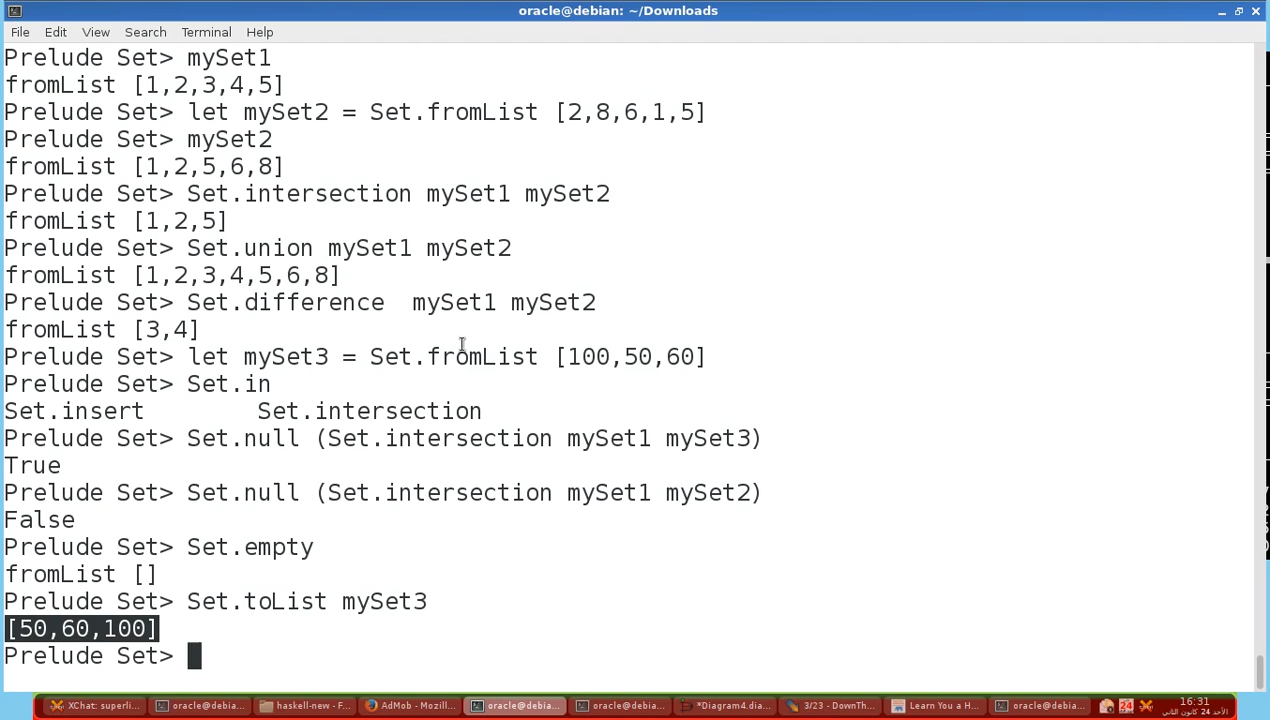 oracle@debian: ~/Downloads
File Edit View Search Terminal Help
Prelude Set> mySet1
fromList [1,2,3,4,5]
Prelude Set> let mySet2 = Set.fromList [2,8,6,1,5]
Prelude Set> mySet2
fromList [1,2,5,6,8]
Prelude Set> Set.intersection mySet1 mySet2
fromList [1,2,5]
Prelude Set> Set.union mySet1 mySet2
fromList [1,2,3,4,5,6,8]
Prelude Set> Set.difference  mySet1 mySet2
fromList [3,4]
Prelude Set> let mySet3 = Set.fromList [100,50,60]
Prelude Set> Set.in
Set.insert        Set.intersection
Prelude Set> Set.null (Set.intersection mySet1 mySet3)
True
Prelude Set> Set.null (Set.intersection mySet1 mySet2)
False
Prelude Set> Set.empty
fromList []
Prelude Set> Set.toList mySet3
[50,60,100]
Prelude Set>
XChat: superli... oracle@debia... haskell-new - F... AdMob - Mozill... oracle@debia... oracle@debia... *Diagram4.dia... 3/23 - DownTh... Learn You a H... oracle@debia... 24 16:31
الأحد 24 كانون الثاني